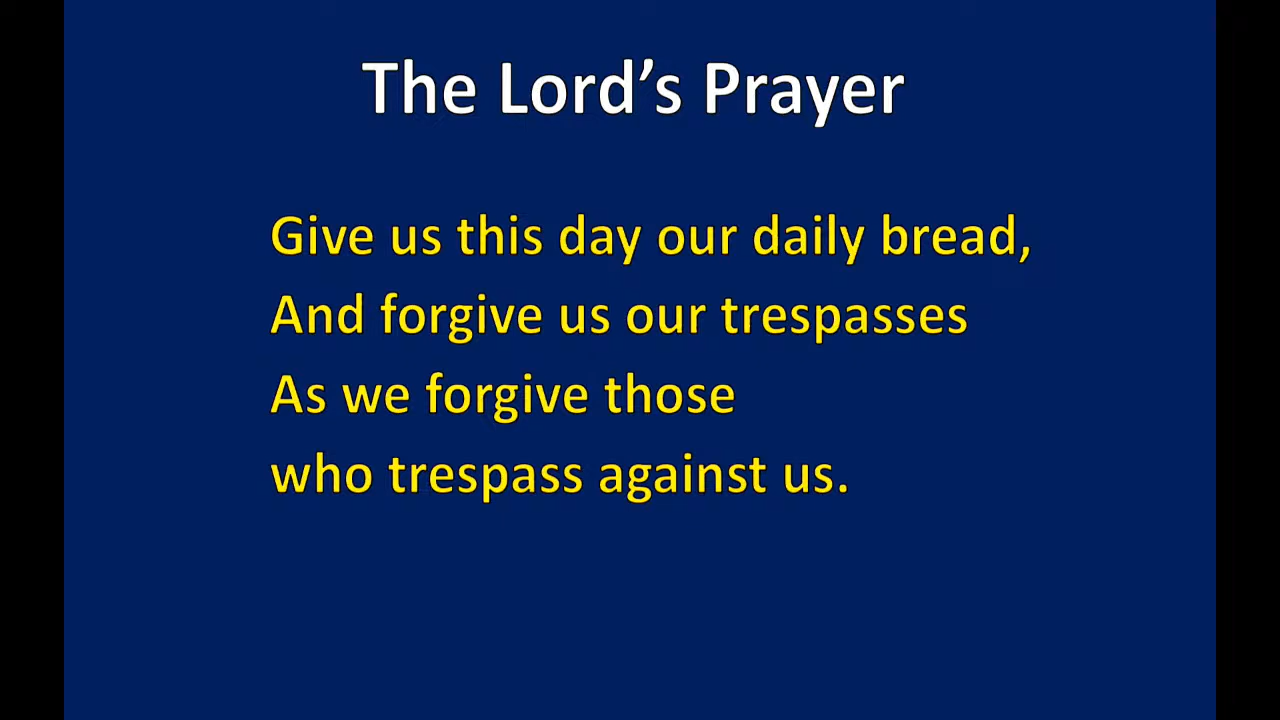 The Lord’s Prayer
Give us this day our daily bread,
And forgive us our trespasses
As we forgive those
who trespass against us.